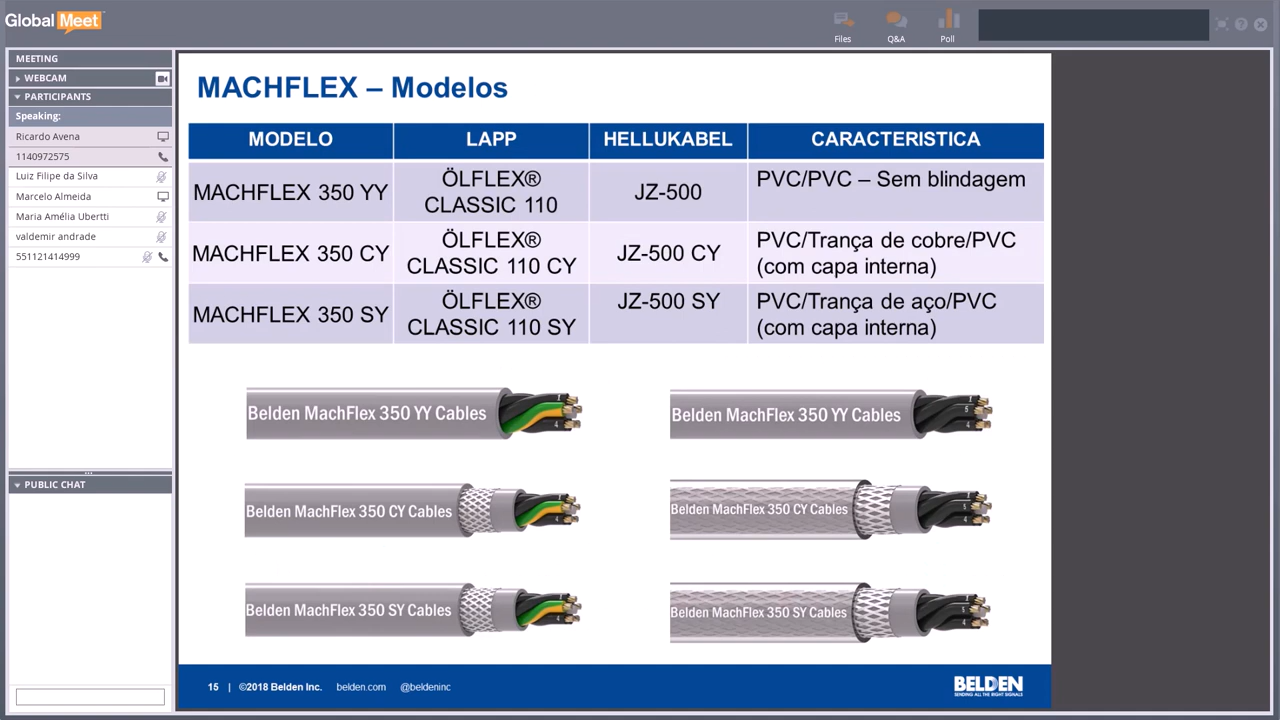 Global Meet
Files
Q&A
Poll
MEETING
WEBCAM
PARTICIPANTS
Speaking:
Ricardo Avena
1140972575
Luiz Filipe da Silva
Marcelo Almeida
Maria Amélia Ubertti
valdemir andrade
551121414999
PUBLIC CHAT
MACHFLEX – Modelos
MODELO LAPP HELLUKABEL CARACTERISTICA
MACHFLEX 350 YY ÖLFLEX® CLASSIC 110 JZ-500 PVC/PVC – Sem blindagem
MACHFLEX 350 CY ÖLFLEX® CLASSIC 110 CY JZ-500 CY PVC/Trança de cobre/PVC (com capa interna)
MACHFLEX 350 SY ÖLFLEX® CLASSIC 110 SY JZ-500 SY PVC/Trança de aço/PVC (com capa interna)
Belden MachFlex 350 YY Cables
Belden MachFlex 350 YY Cables
Belden MachFlex 350 CY Cables
Belden MachFlex 350 CY Cables
Belden MachFlex 350 SY Cables
Belden MachFlex 350 SY Cables
15 | ©2018 Belden Inc. belden.com @beldeninc
BELDEN
SENDING ALL THE RIGHT SIGNALS